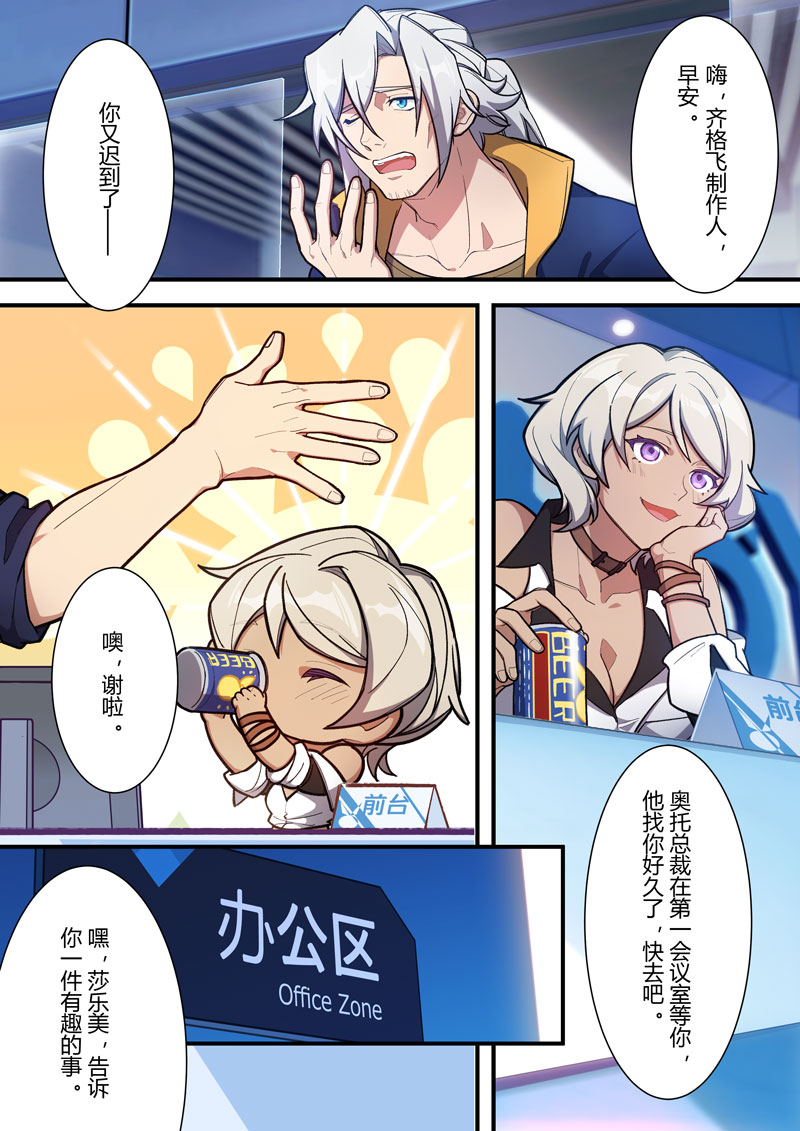 嗨，齐格飞制作人，
早安。
你又迟到了——
BEER
前台
奥托总裁在第一会议室等你，
他找你好久了，快去吧。
噢，谢啦。
BEER
前台
办公区
Office Zone
嘿，莎乐美，告诉
你一件有趣的事。